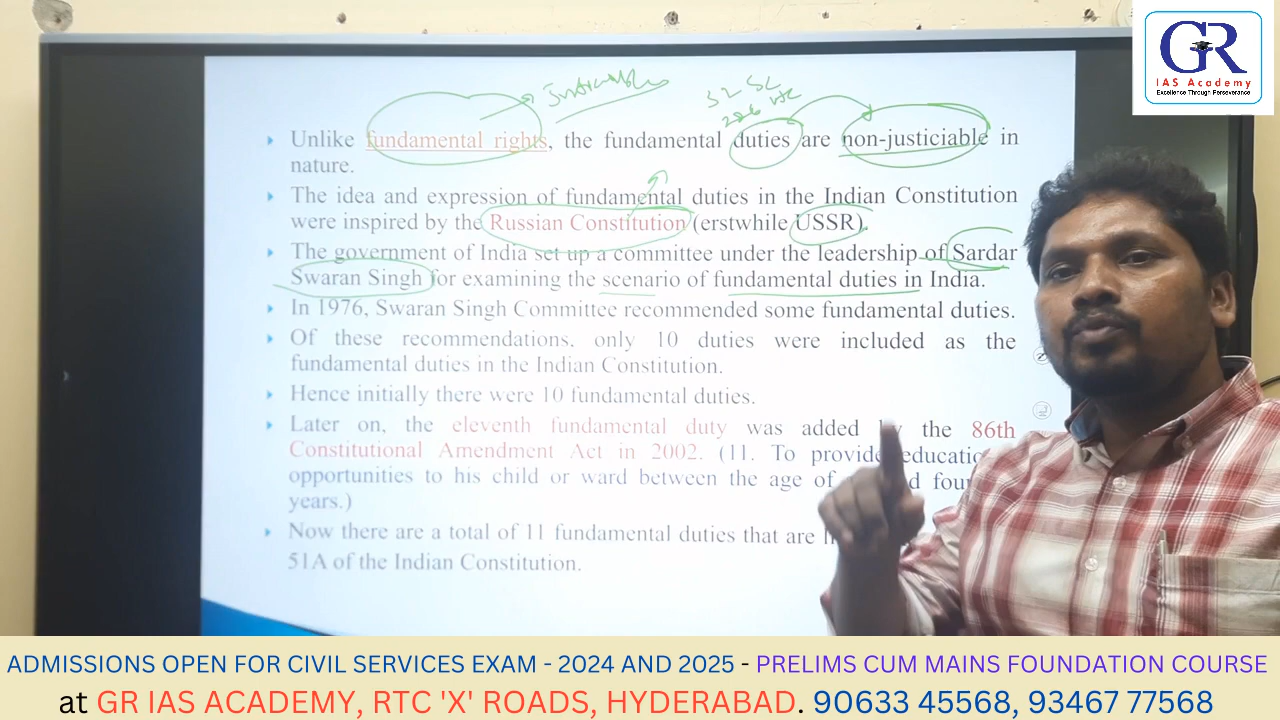 GR
IAS Academy
Excellence Through Perseverance
Justiciable
32 SC
226 HC
Unlike fundamental rights, the fundamental duties are non-justiciable in
nature.
The idea and expression of fundamental duties in the Indian Constitution
were inspired by the Russian Constitution (erstwhile USSR).
The government of India set up a committee under the leadership of Sardar
Swaran Singh for examining the scenario of fundamental duties in India.
In 1976, Swaran Singh Committee recommended some fundamental duties.
Of these recommendations. only 10 duties were included as the
fundamental duties in the Indian Constitution.
Hence initially there were 10 fundamental duties.
Later on, the eleventh fundamental duty was added the 86th
Constitutional Amendment Act in 2002. (11. To provide
opportunities to his child or ward between the age of
years.)
Now there are a total of 11 fundamental duties that are
51A of the Indian Constitution.
ADMISSIONS OPEN FOR CIVIL SERVICES EXAM - 2024 AND 2025 - PRELIMS CUM MAINS FOUNDATION COURSE
at GR IAS ACADEMY, RTC 'X' ROADS, HYDERABAD. 90633 45568, 93467 77568